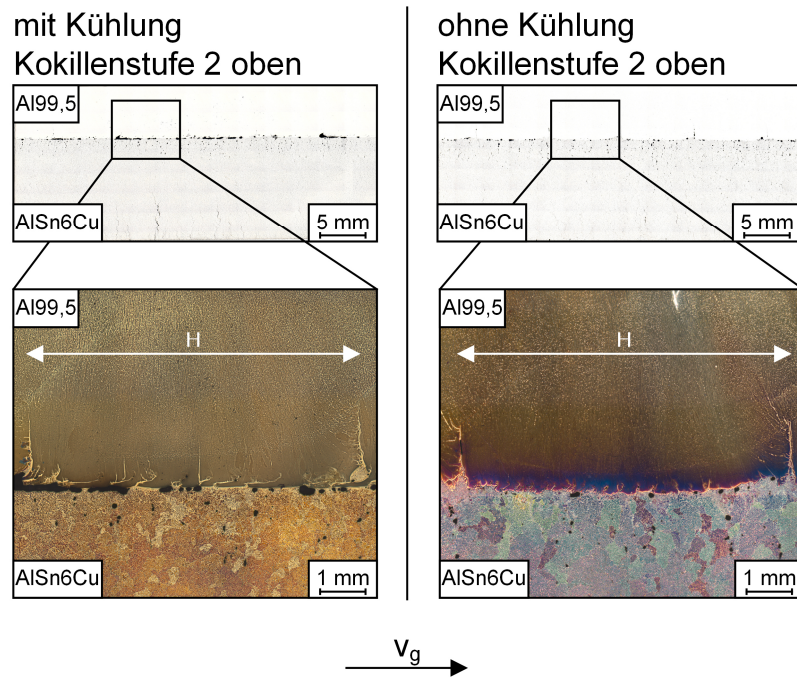 mit Kühlung
Kokillenstufe 2 oben
Al99,5
AlSn6Cu
5 mm
Al99,5
H
AlSn6Cu
1 mm
ohne Kühlung
Kokillenstufe 2 oben
Al99,5
AlSn6Cu
5 mm
Al99,5
H
AlSn6Cu
1 mm
vg